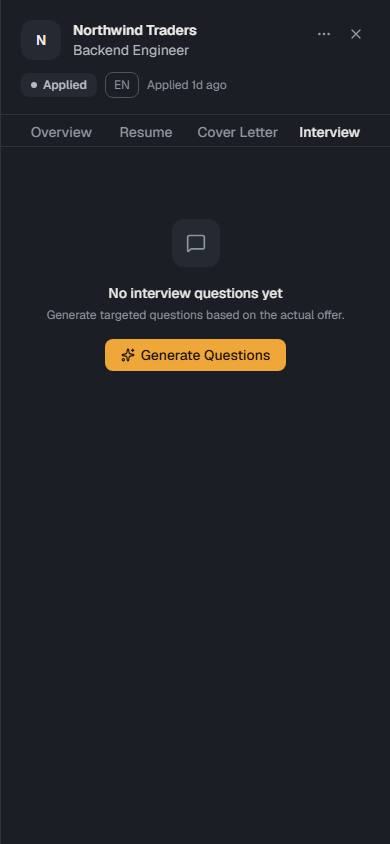 N
Northwind Traders
Backend Engineer
Applied
EN
Applied 1d ago
Overview
Resume
Cover Letter
Interview
No interview questions yet
Generate targeted questions based on the actual offer.
Generate Questions